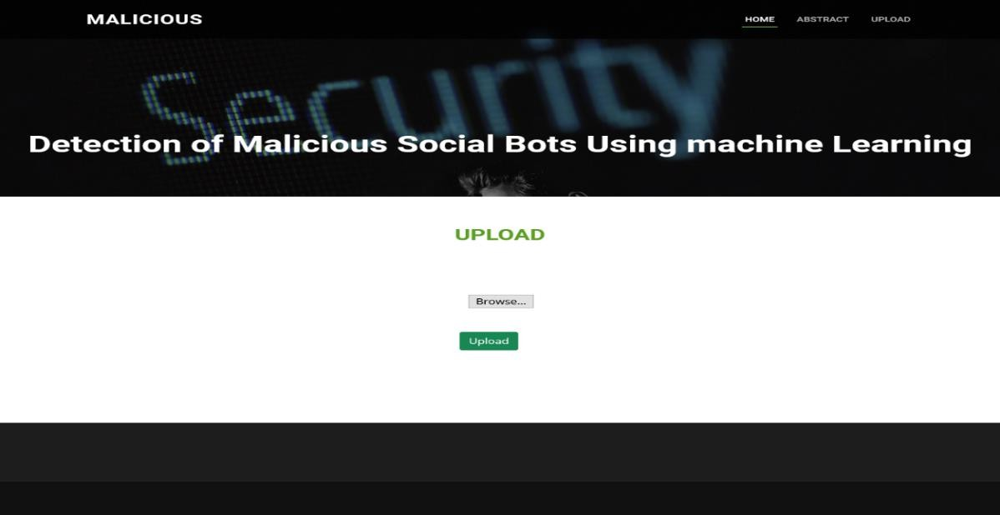 MALICIOUS
HOME ABSTRACT UPLOAD
Security
Detection of Malicious Social Bots Using machine Learning
UPLOAD
Browse...
Upload